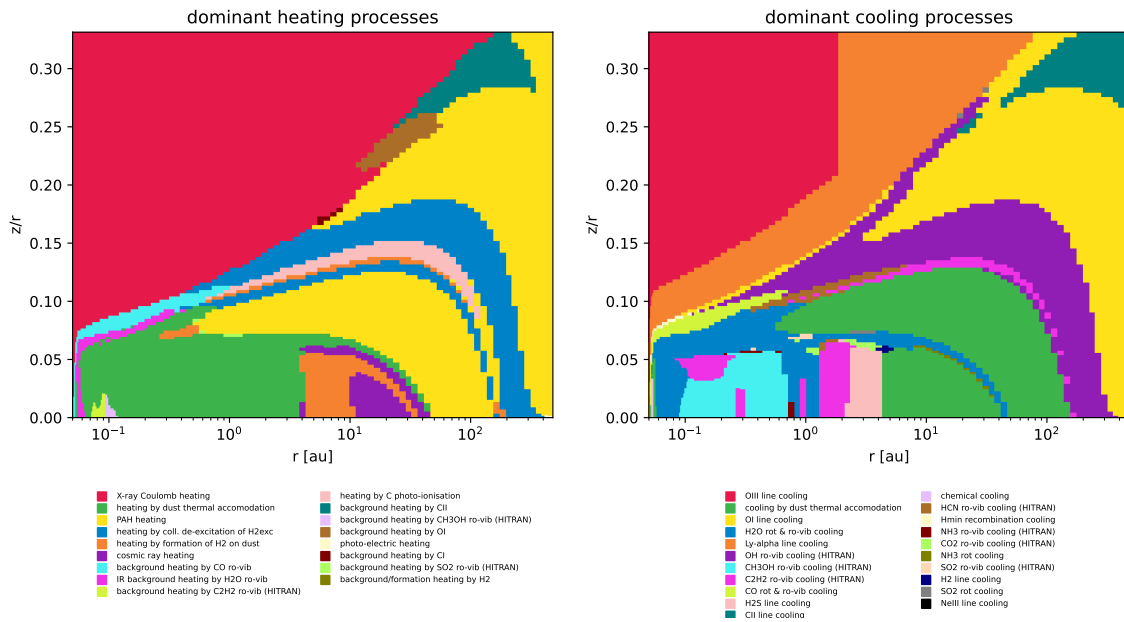 dominant heating processes
dominant cooling processes
z/r
0.30
0.25
0.20
0.15
0.10
0.05
0.00
10⁻¹
10⁰
10¹
10²
r [au]
z/r
0.30
0.25
0.20
0.15
0.10
0.05
0.00
10⁻¹
10⁰
10¹
10²
r [au]
X-ray Coulomb heating
heating by dust thermal accomodation
PAH heating
heating by coll. de-excitation of H2exc
heating by formation of H2 on dust
cosmic ray heating
background heating by CO ro-vib
IR background heating by H2O ro-vib
background heating by C2H2 ro-vib (HITRAN)
heating by C photo-ionisation
background heating by CII
background heating by CH3OH ro-vib (HITRAN)
background heating by OI
photo-electric heating
background heating by CI
background heating by SO2 ro-vib (HITRAN)
background/formation heating by H2
OIII line cooling
cooling by dust thermal accomodation
OI line cooling
H2O rot & ro-vib cooling
Ly-alpha line cooling
OH ro-vib cooling (HITRAN)
CH3OH ro-vib cooling (HITRAN)
C2H2 ro-vib cooling (HITRAN)
CO rot & ro-vib cooling
H2S line cooling
CII line cooling
chemical cooling
HCN ro-vib cooling (HITRAN)
Hmin recombination cooling
NH3 ro-vib cooling (HITRAN)
CO2 ro-vib cooling (HITRAN)
NH3 rot cooling
SO2 ro-vib cooling (HITRAN)
H2 line cooling
SO2 rot cooling
NeIII line cooling